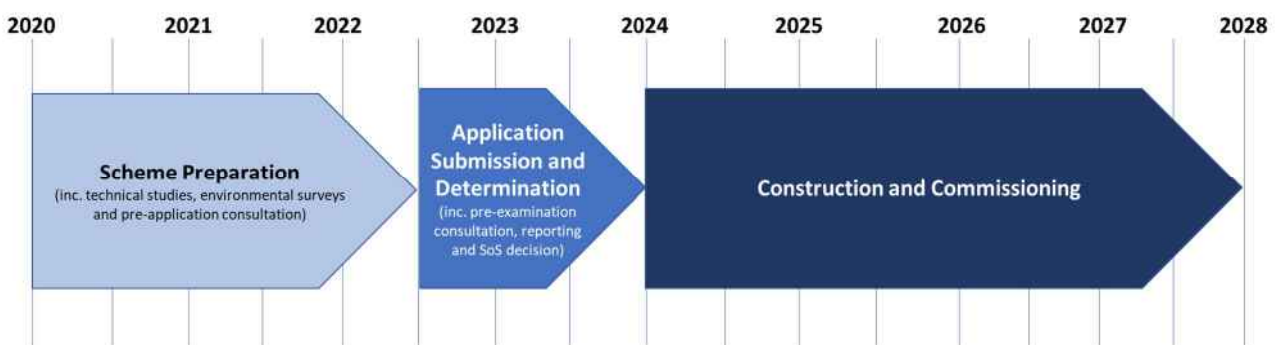 2020 2021 2022 2023 2024 2025 2026 2027 2028
Scheme Preparation
(inc. technical studies, environmental surveys
and pre-application consultation)
Application
Submission and
Determination
(inc. pre-examination
consultation, reporting
and SoS decision)
Construction and Commissioning